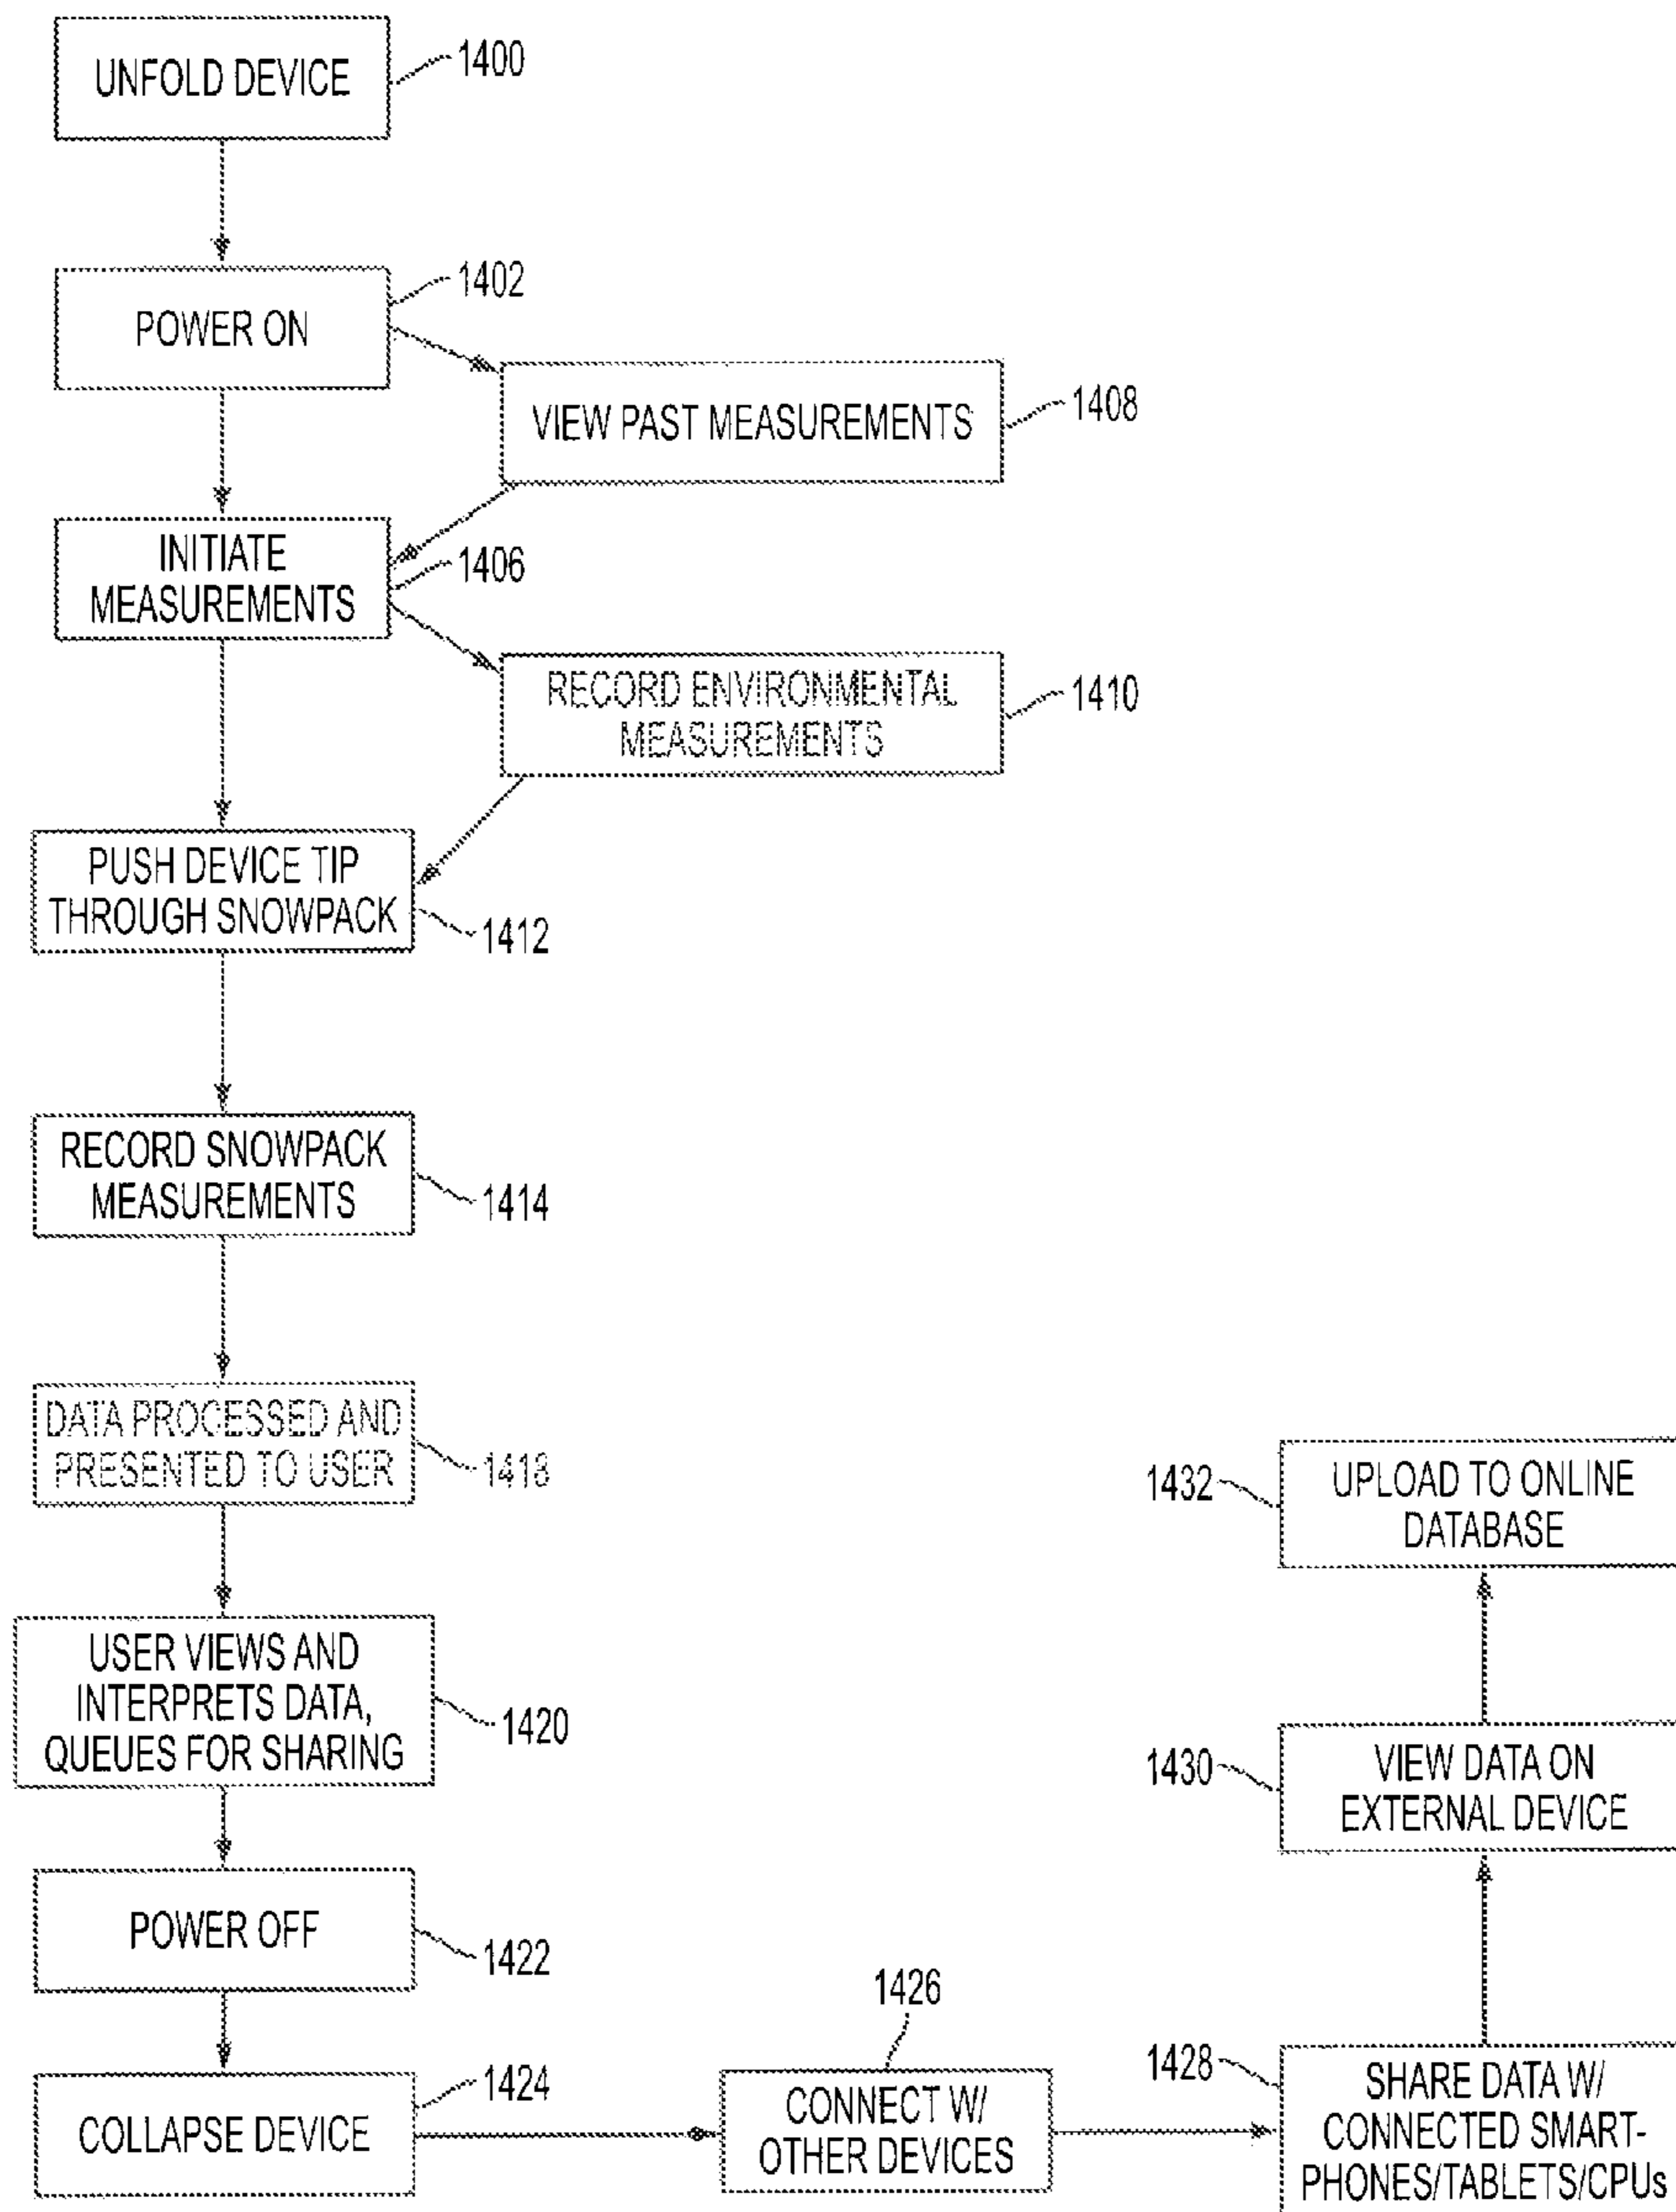 UNFOLD DEVICE
1400
1402
POWER ON
VIEW PAST MEASUREMENTS
1408
INITIATE
MEASUREMENTS
1406
RECORD ENVIRONMENTAL
MEASUREMENTS
1410
PUSH DEVICE TIP
THROUGH SNOWPACK
1412
RECORD SNOWPACK
MEASUREMENTS
1414
DATA PROCESSED AND
PRESENTED TO USER
1418
USER VIEWS AND
INTERPRETS DATA,
QUEUES FOR SHARING
1420
POWER OFF
1422
COLLAPSE DEVICE
1424
1426
CONNECT W/
OTHER DEVICES
1428
SHARE DATA W/
CONNECTED SMART-
PHONES/TABLETS/CPUs
1430
VIEW DATA ON
EXTERNAL DEVICE
1432
UPLOAD TO ONLINE
DATABASE